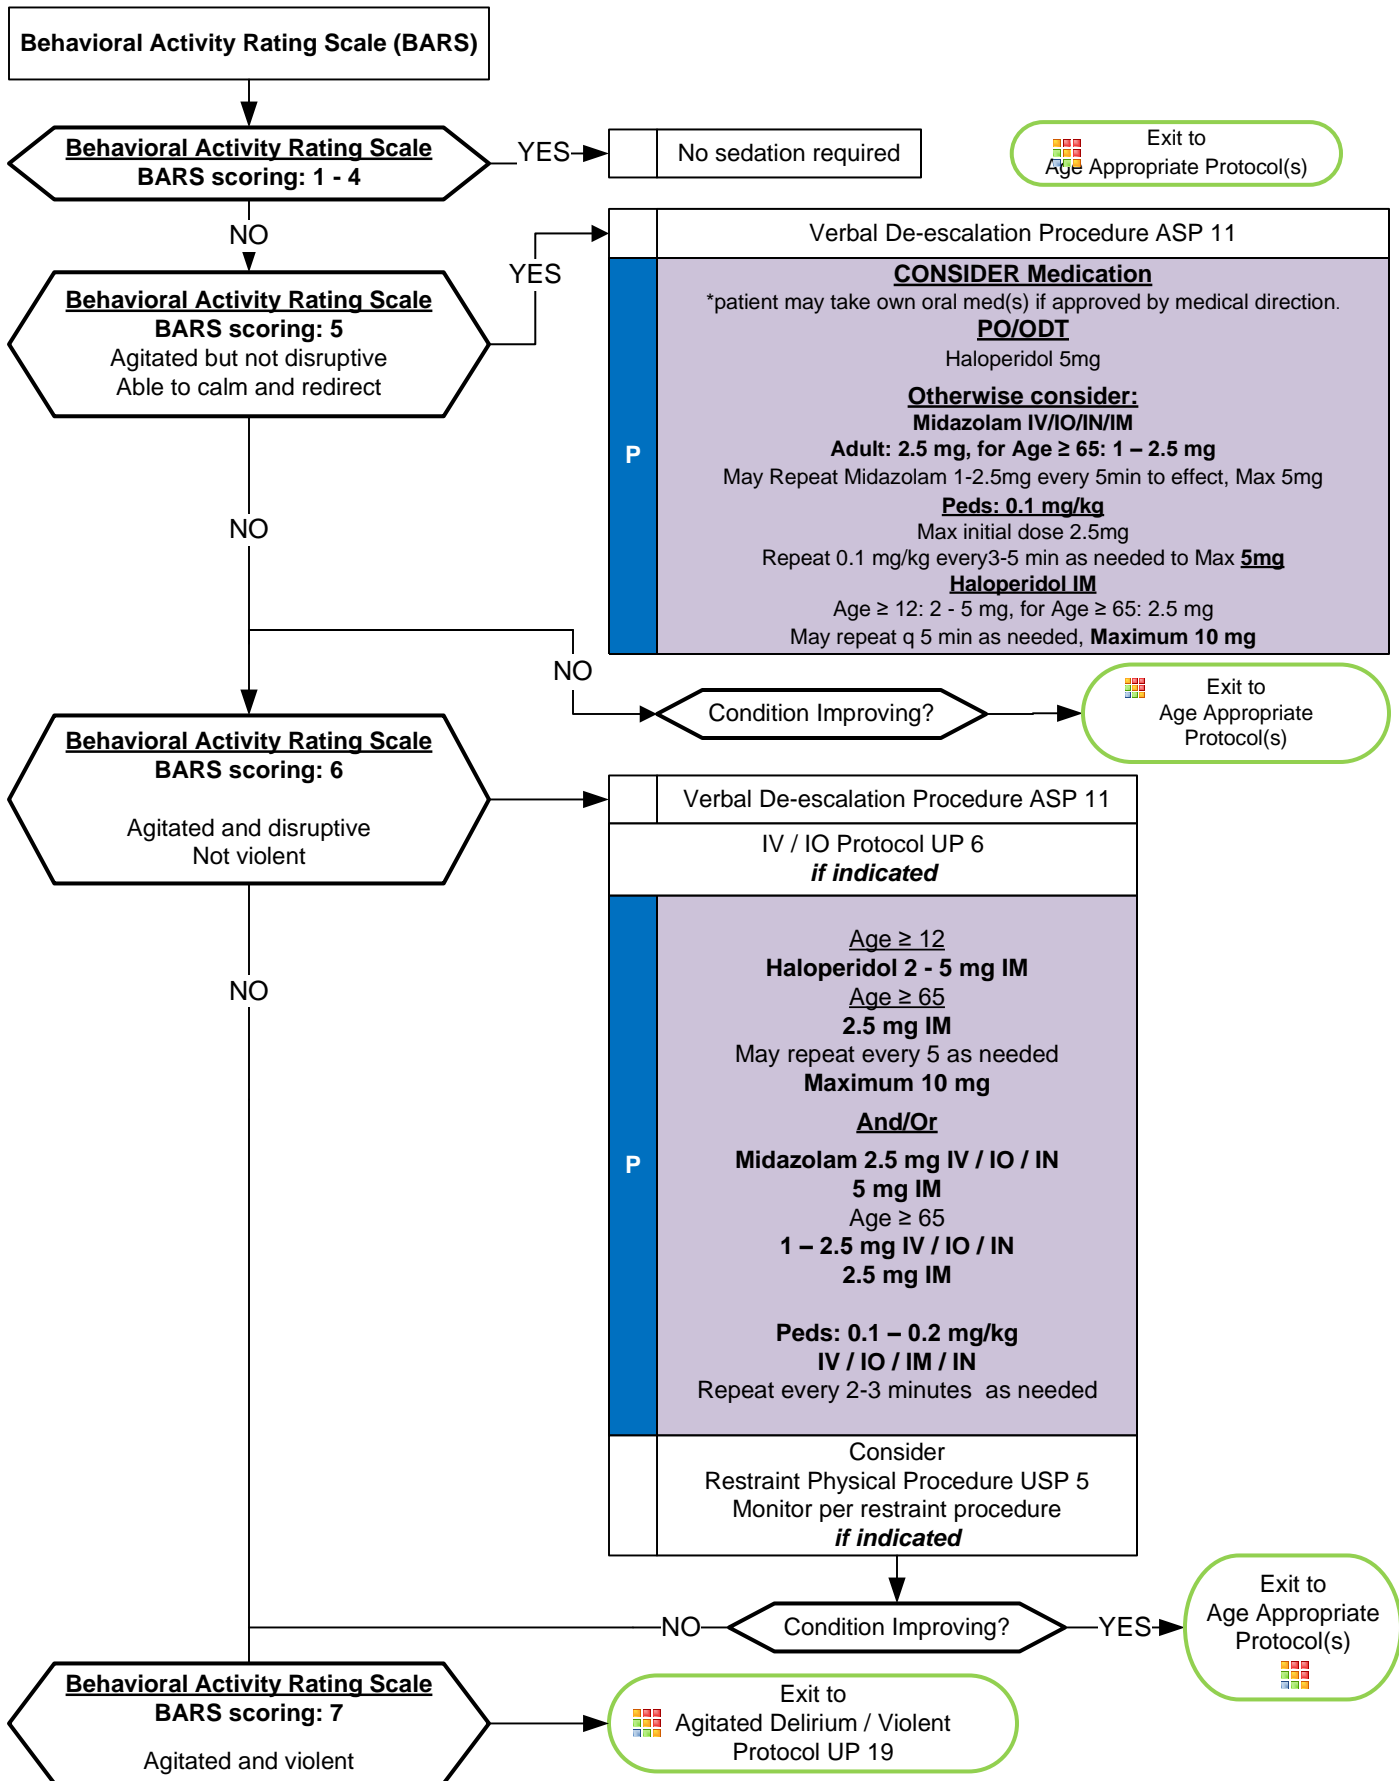 Behavioral Activity Rating Scale (BARS)
Behavioral Activity Rating Scale
BARS scoring: 1 - 4
YES
No sedation required
Exit to
Age Appropriate Protocol(s)
NO
YES
Behavioral Activity Rating Scale
BARS scoring: 5
Agitated but not disruptive
Able to calm and redirect
Verbal De-escalation Procedure ASP 11
P
CONSIDER Medication
*patient may take own oral med(s) if approved by medical direction.
PO/ODT
Haloperidol 5mg
Otherwise consider:
Midazolam IV/IO/IN/IM
Adult: 2.5 mg, for Age ≥ 65: 1 – 2.5 mg
May Repeat Midazolam 1-2.5mg every 5min to effect, Max 5mg
Peds: 0.1 mg/kg
Max initial dose 2.5mg
Repeat 0.1 mg/kg every3-5 min as needed to Max 5mg
Haloperidol IM
Age ≥ 12: 2 - 5 mg, for Age ≥ 65: 2.5 mg
May repeat q 5 min as needed, Maximum 10 mg
NO
NO
Condition Improving?
Exit to
Age Appropriate
Protocol(s)
Behavioral Activity Rating Scale
BARS scoring: 6
Agitated and disruptive
Not violent
Verbal De-escalation Procedure ASP 11
IV / IO Protocol UP 6
if indicated
P
Age ≥ 12
Haloperidol 2 - 5 mg IM
Age ≥ 65
2.5 mg IM
May repeat every 5 as needed
Maximum 10 mg
And/Or
Midazolam 2.5 mg IV / IO / IN
5 mg IM
Age ≥ 65
1 – 2.5 mg IV / IO / IN
2.5 mg IM
Peds: 0.1 – 0.2 mg/kg
IV / IO / IM / IN
Repeat every 2-3 minutes  as needed
Consider
Restraint Physical Procedure USP 5
Monitor per restraint procedure
if indicated
NO
NO
Condition Improving?
YES
Exit to
Age Appropriate
Protocol(s)
Behavioral Activity Rating Scale
BARS scoring: 7
Agitated and violent
Exit to
Agitated Delirium / Violent
Protocol UP 19